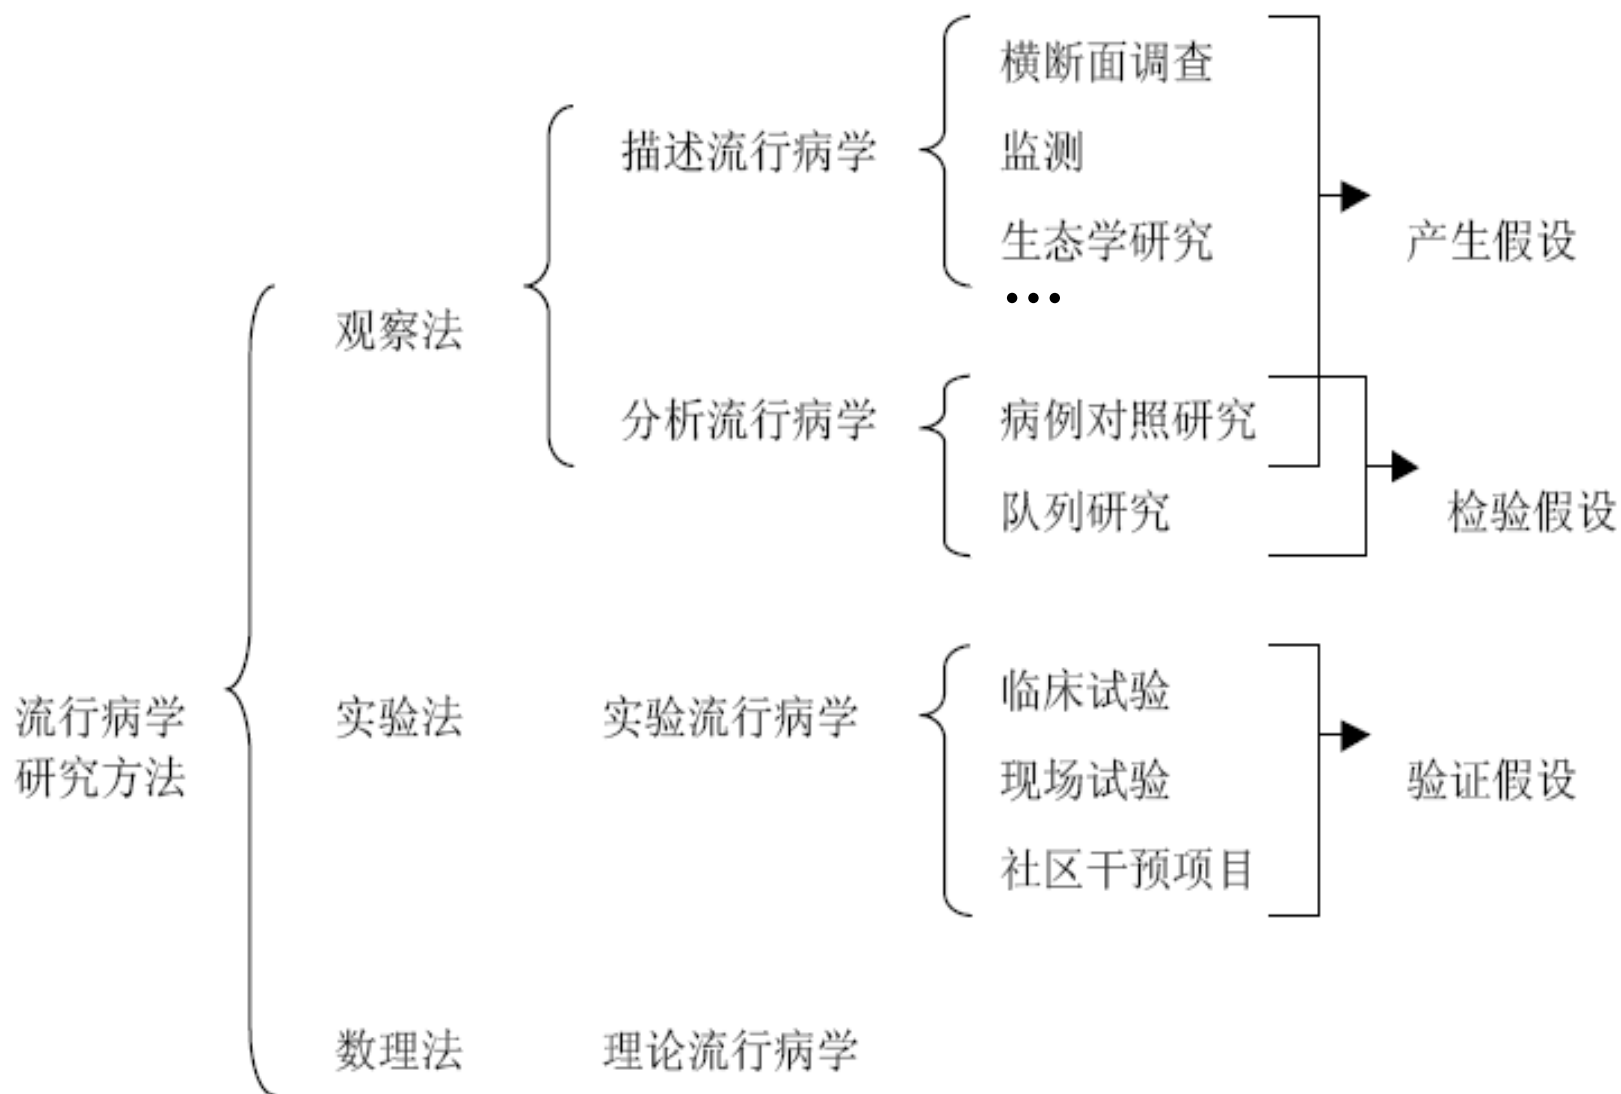 横断面调查
描述流行病学
监测
生态学研究
产生假设
…
观察法
分析流行病学
病例对照研究
队列研究
检验假设
流行病学
研究方法
实验法
实验流行病学
临床试验
现场试验
验证假设
社区干预项目
数理法
理论流行病学